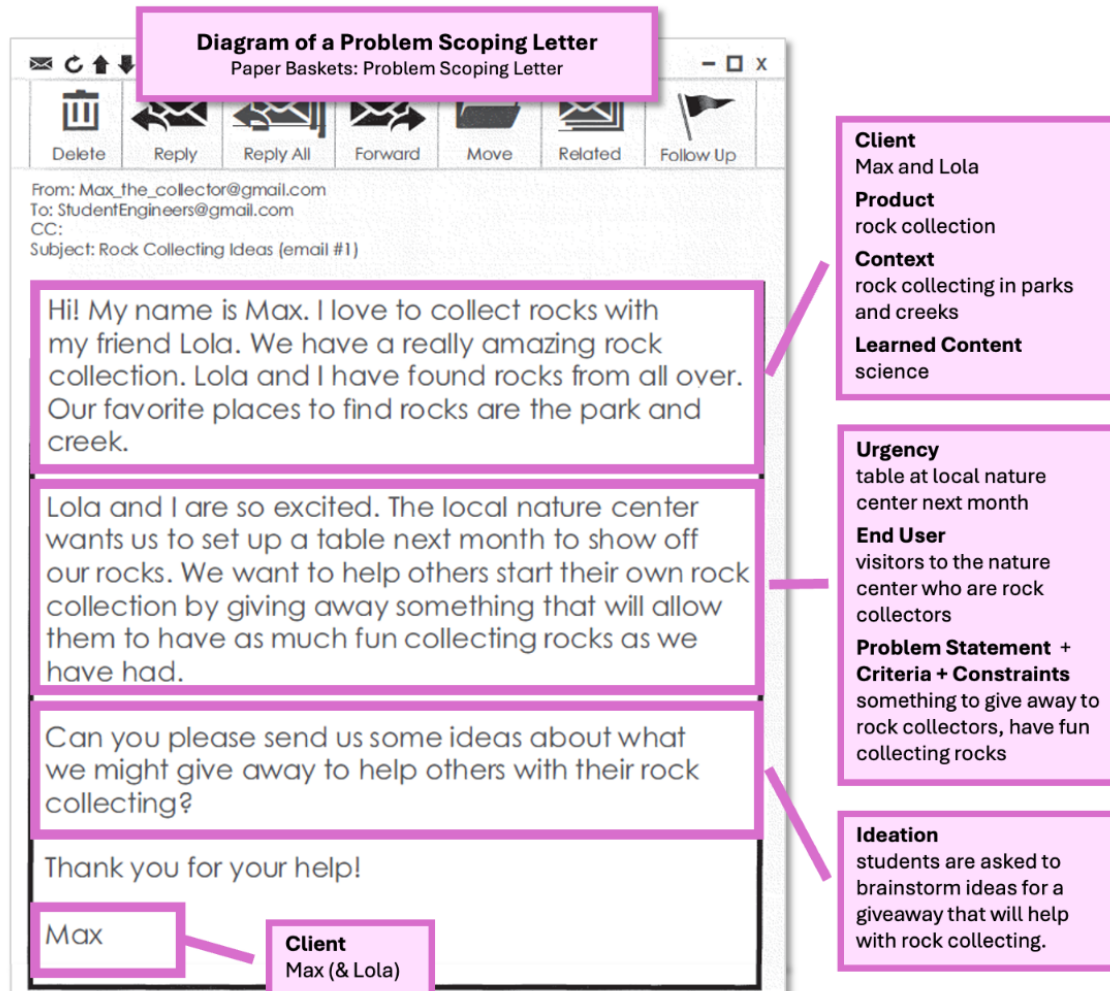 Diagram of a Problem Scoping Letter
Paper Baskets: Problem Scoping Letter
X
Delete
Reply
Reply All
Forward
Move
Related
Follow Up
From: Max_the_collector@gmail.com
To: StudentEngineers@gmail.com
CC:
Subject: Rock Collecting Ideas (email #1)
Hi! My name is Max. I love to collect rocks with
my friend Lola. We have a really amazing rock
collection. Lola and I have found rocks from all over.
Our favorite places to find rocks are the park and
creek.
Client
Max and Lola
Product
rock collection
Context
rock collecting in parks
and creeks
Learned Content
science
Lola and I are so excited. The local nature center
wants us to set up a table next month to show off
our rocks. We want to help others start their own rock
collection by giving away something that will allow
them to have as much fun collecting rocks as we
have had.
Urgency
table at local nature
center next month
End User
visitors to the nature
center who are rock
collectors
Problem Statement +
Criteria + Constraints
something to give away to
rock collectors, have fun
collecting rocks
Can you please send us some ideas about what
we might give away to help others with their rock
collecting?
Ideation
students are asked to
brainstorm ideas for a
giveaway that will help
with rock collecting.
Thank you for your help!
Max
Client
Max (& Lola)